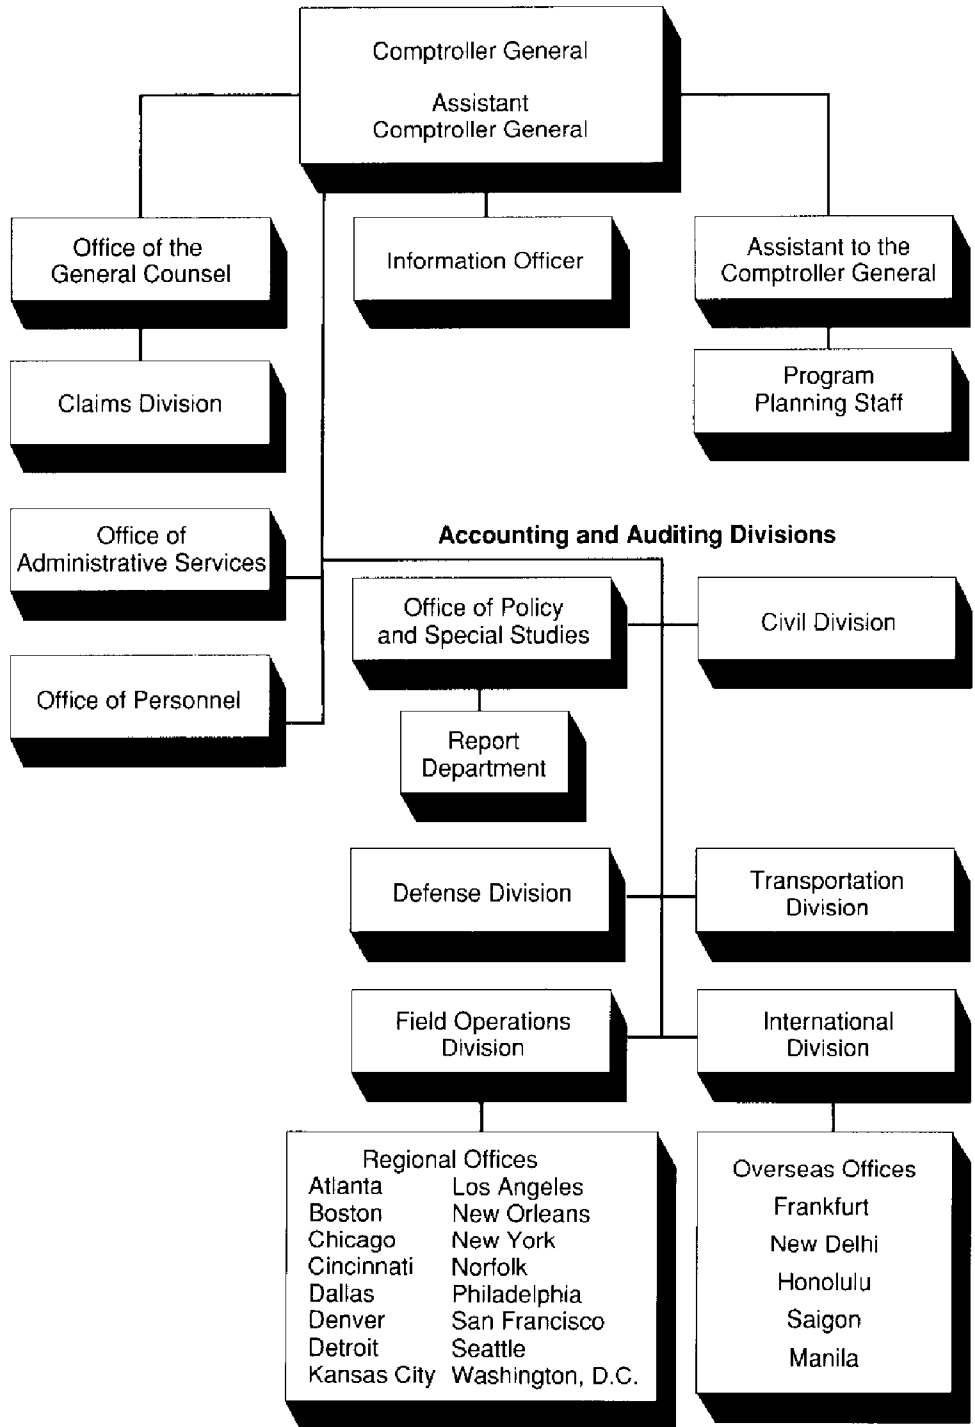 Comptroller General
Assistant
Comptroller General
Office of the
General Counsel
Information Officer
Assistant to the
Comptroller General
Claims Division
Program
Planning Staff
Office of
Administrative Services
Office of Personnel
Accounting and Auditing Divisions
Office of Policy
and Special Studies
Civil Division
Report
Department
Defense Division
Transportation
Division
Field Operations
Division
International
Division
Regional Offices
Atlanta Los Angeles
Boston New Orleans
Chicago New York
Cincinnati Norfolk
Dallas Philadelphia
Denver San Francisco
Detroit Seattle
Kansas City Washington, D.C.
Overseas Offices
Frankfurt
New Delhi
Honolulu
Saigon
Manila